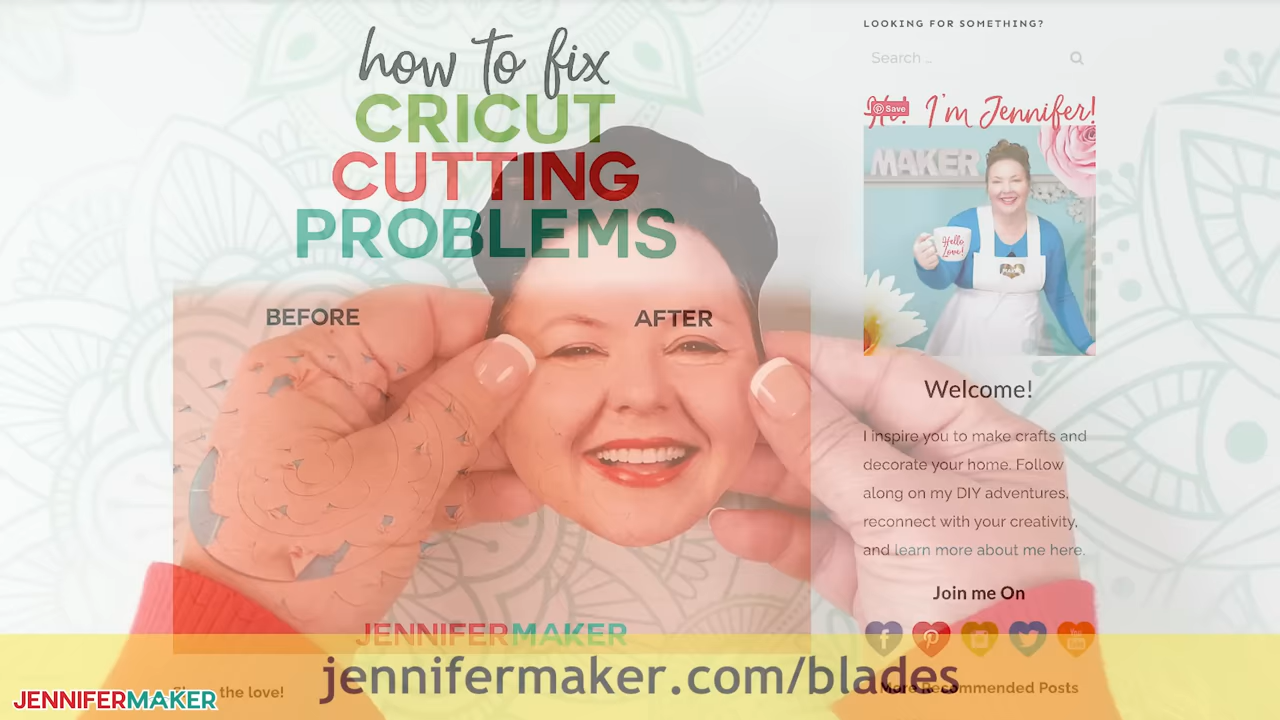 how to fix
CRICUT
CUTTING
PROBLEMS
BEFORE
AFTER
JENNIFERMAKER
LOOKING FOR SOMETHING?
Search ...
Save
Hi! I'm Jennifer!
MAKER
Hello
Love!
Welcome!
I inspire you to make crafts and
decorate your home. Follow
along on my DIY adventures,
reconnect with your creativity,
and learn more about me here.
Join me On
More Recommended Posts
the love!
jennifermaker.com/blades
JENNIFERMAKER